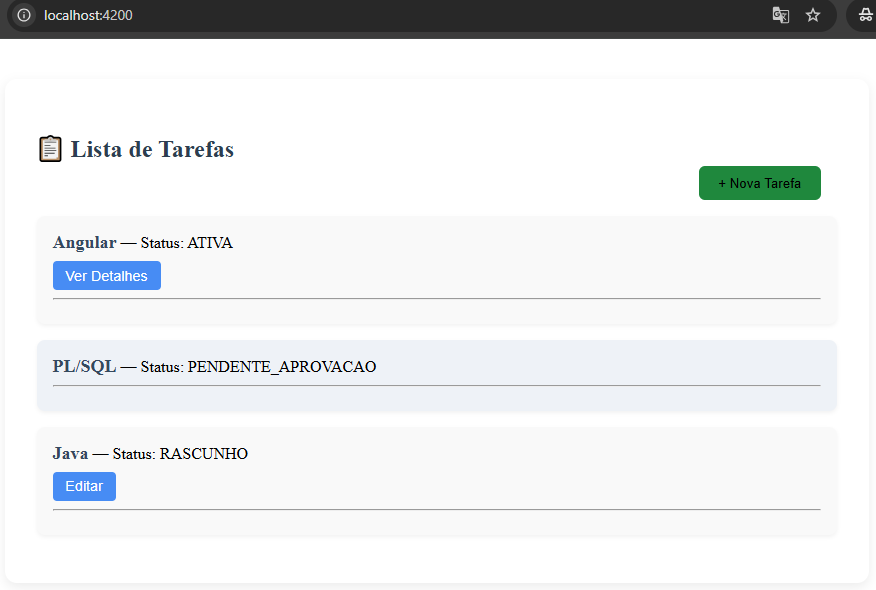 localhost:4200
📋 Lista de Tarefas
+ Nova Tarefa
Angular — Status: ATIVA
Ver Detalhes
PL/SQL — Status: PENDENTE_APROVACAO
Java — Status: RASCUNHO
Editar